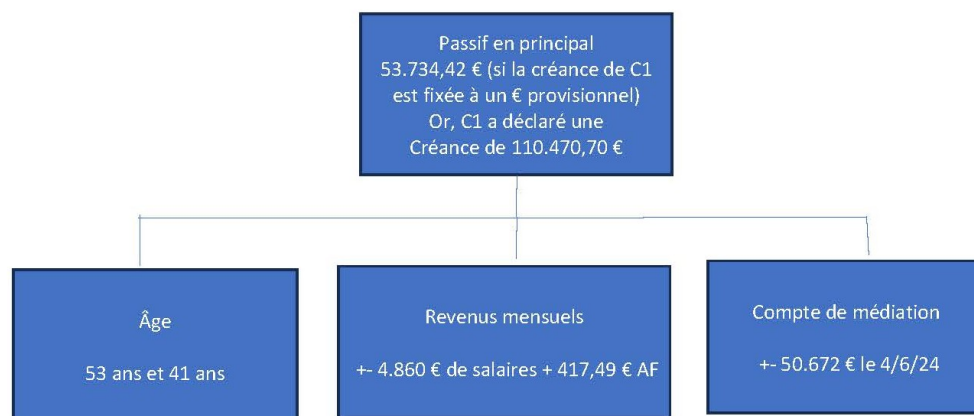 Passif en principal
53.734,42 € (si la créance de C1
est fixée à un € provisionnel)
Or, C1 a déclaré une
Créance de 110.470,70 €
Âge
53 ans et 41 ans
Revenus mensuels
+- 4.860 € de salaires + 417,49 € AF
Compte de médiation
+- 50.672 € le 4/6/24